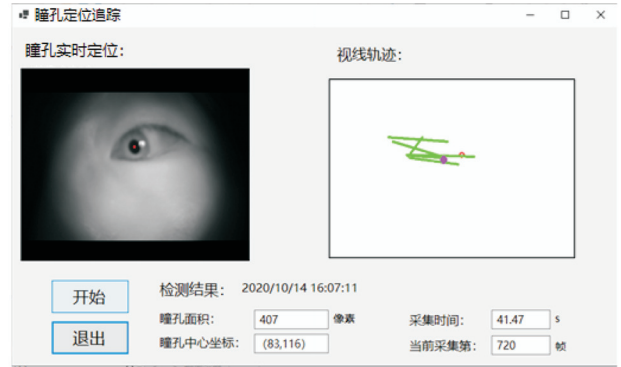 瞳孔定位追踪
瞳孔实时定位：
视线轨迹：
开始
退出
检测结果： 2020/10/14 16:07:11
瞳孔面积： 407 像素
瞳孔中心坐标： (83,116)
采集时间： 41.47 s
当前采集第： 720 帧